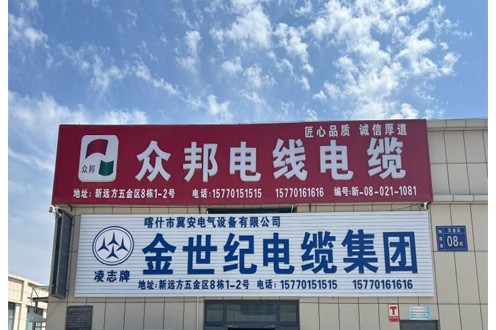 匠心品质 诚信厚道
众邦
众邦电线电缆
地址：新远方五金区8栋1-2号 电话：15770151515 15770161616 编号：新-08-021-1081
喀什市冀安电气设备有限公司
凌志牌
金世纪电缆集团
地址：新远方五金区8栋1-2号 电话：15770151515 15770161616
08